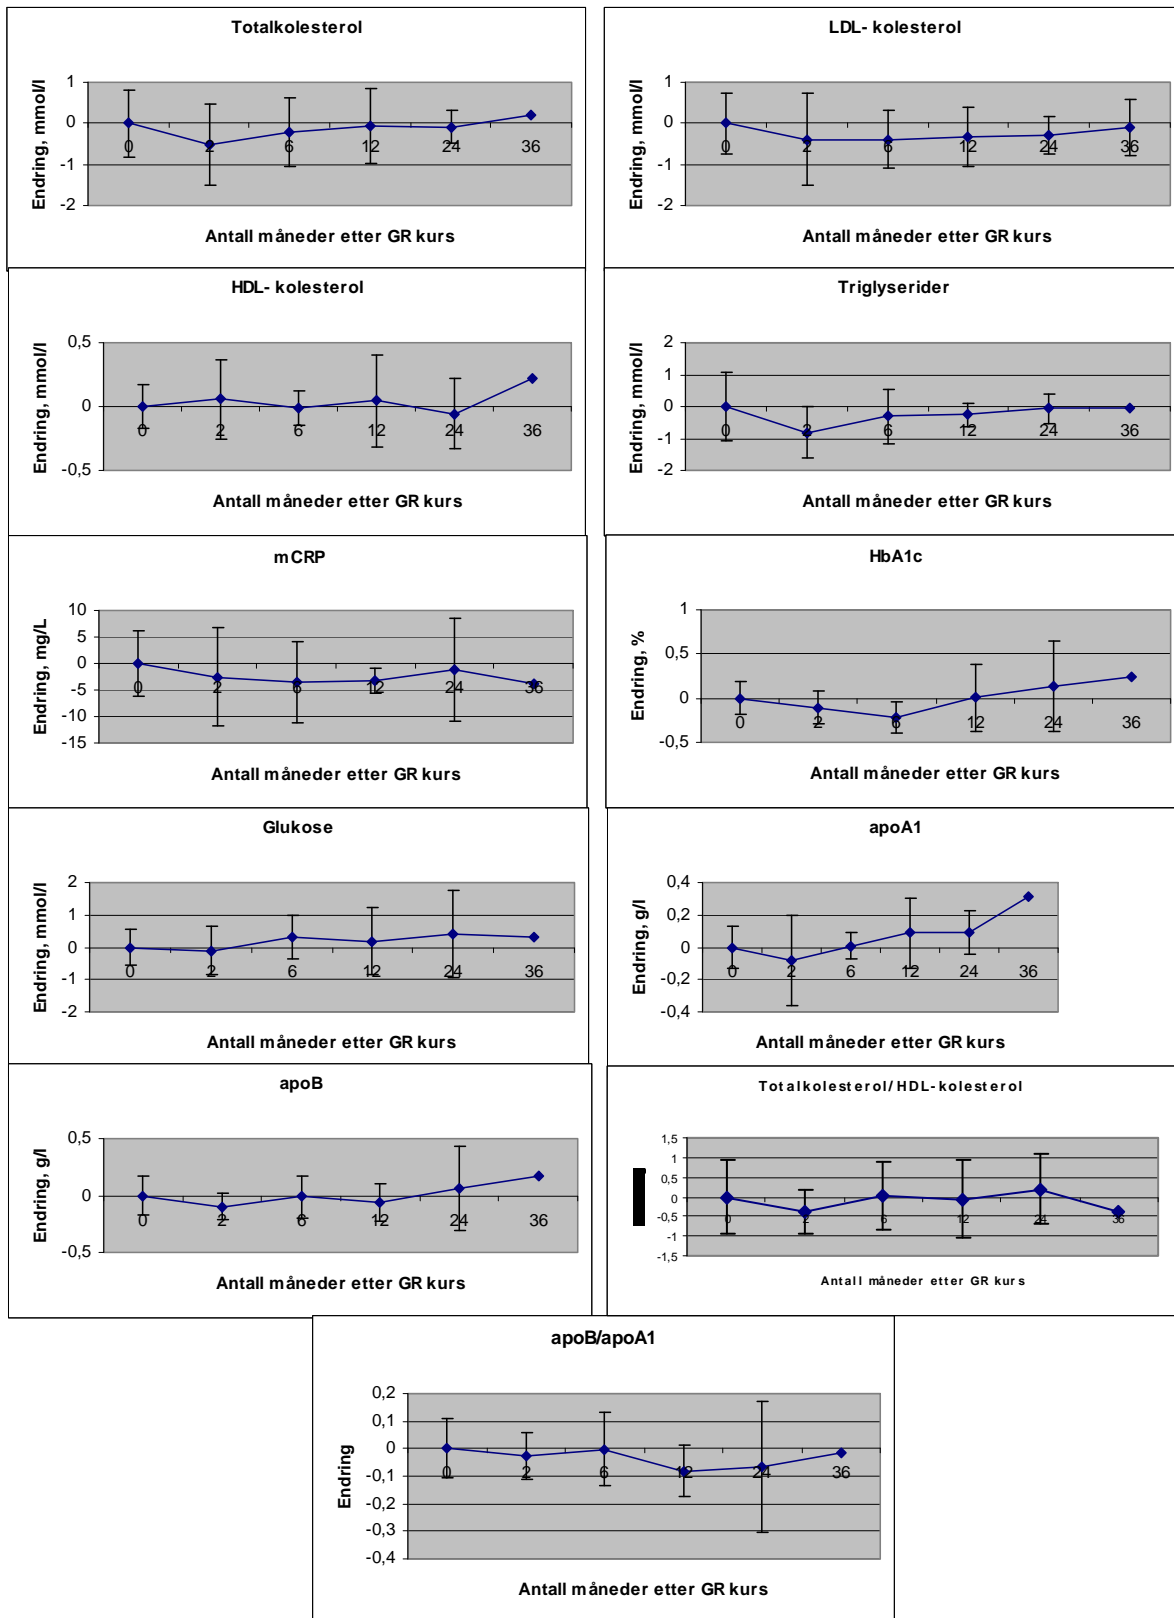 Totalkolesterol
Endring, mmol/l
1
0
-1
-2
0 2 6 12 24 36
Antall måneder etter GR kurs
LDL- kolesterol
Endring, mmol/l
1
0
-1
-2
0 2 6 12 24 36
Antall måneder etter GR kurs
HDL- kolesterol
Endring, mmol/l
0,5
0
-0,5
0 2 6 12 24 36
Antall måneder etter GR kurs
Triglyserider
Endring, mmol/l
2
1
0
-1
-2
0 2 6 12 24 36
Antall måneder etter GR kurs
mCRP
Endring, mg/L
10
5
0
-5
-10
-15
0 2 6 12 24 36
Antall måneder etter GR kurs
HbA1c
Endring, %
1
0,5
0
-0,5
0 2 6 12 24 36
Antall måneder etter GR kurs
Glukose
Endring, mmol/l
2
1
0
-1
-2
0 2 6 12 24 36
Antall måneder etter GR kurs
apoA1
Endring, g/l
0,4
0,2
0
-0,2
-0,4
0 2 6 12 24 36
Antall måneder etter GR kurs
apoB
Endring, g/l
0,5
0
-0,5
0 2 6 12 24 36
Antall måneder etter GR kurs
Totalkolesterol/HDL-kolesterol
1,5
1
0,5
0
-0,5
-1
-1,5
0 2 6 12 24 36
Antall måneder etter GR kurs
apoB/apoA1
Endring
0,2
0,1
0
-0,1
-0,2
-0,3
-0,4
0 2 6 12 24 36
Antall måneder etter GR kurs